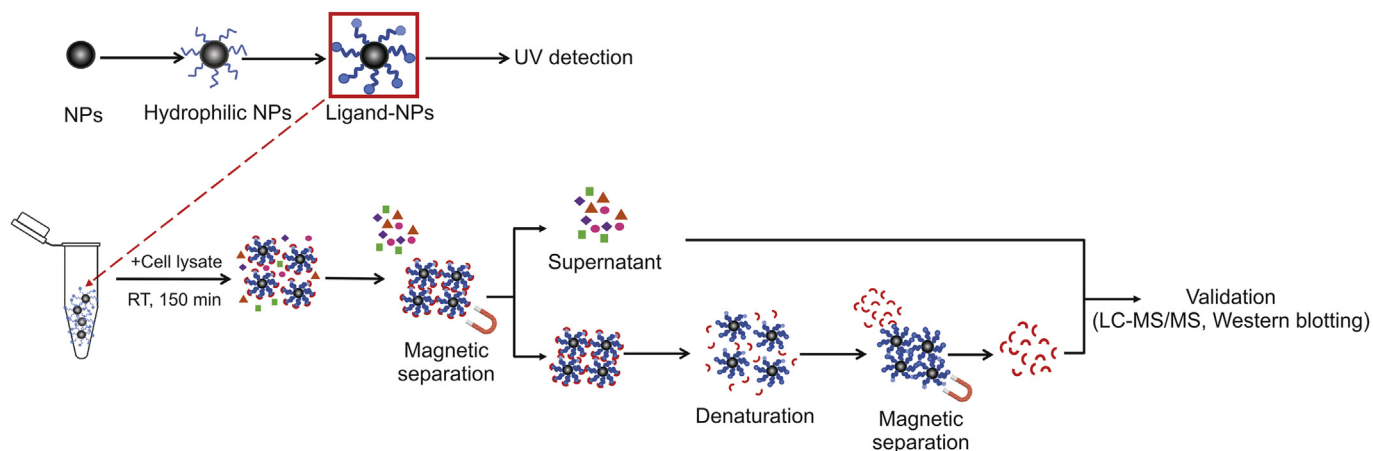 UV detection
NPs
Hydrophilic NPs
Ligand-NPs
+Cell lysate
RT, 150 min
Magnetic
separation
Supernatant
Denaturation
Magnetic
separation
Validation
(LC-MS/MS, Western blotting)